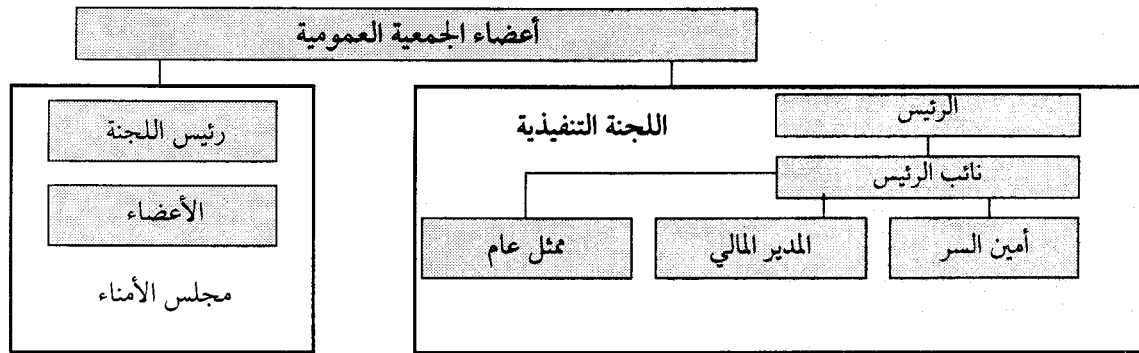 أعضاء الجمعية العمومية
الرئيس
اللجنة التنفيذية
نائب الرئيس
أمين السر
المدير المالي
ممثل عام
رئيس اللجنة
الأعضاء
مجلس الأمناء